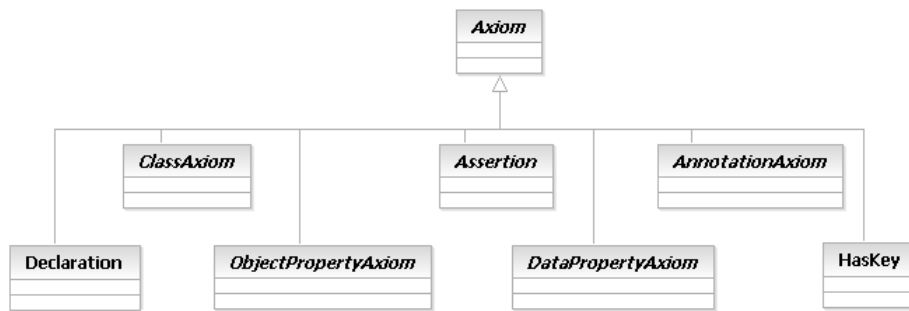 Axiom
ClassAxiom
Assertion
AnnotationAxiom
Declaration
ObjectPropertyAxiom
DataPropertyAxiom
HasKey